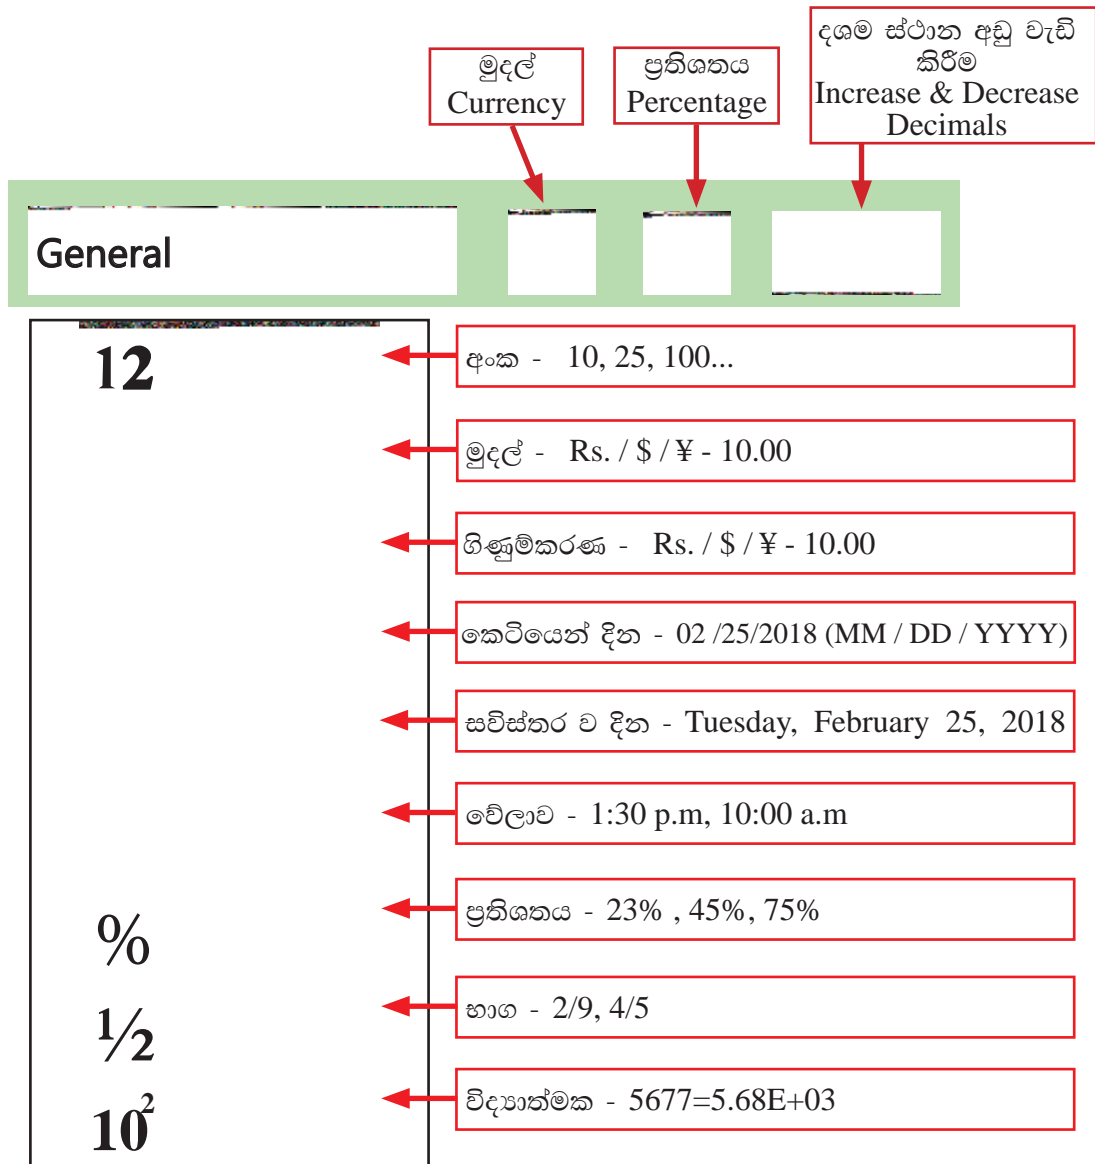 මුදල්
Currency
ප්‍රතිශතය
Percentage
දශම ස්ථාන අඩු වැඩි
කිරීම
Increase & Decrease
Decimals
General
12
අංක - 10, 25, 100...
මුදල් - Rs. / $ / ¥ - 10.00
ගිණුම්කරණ - Rs. / $ / ¥ - 10.00
කෙටියෙන් දින - 02 /25/2018 (MM / DD / YYYY)
සවිස්තර ව දින - Tuesday, February 25, 2018
වේලාව - 1:30 p.m, 10:00 a.m
%
ප්‍රතිශතය - 23% , 45%, 75%
½
භාග - 2/9, 4/5
10²
විද්‍යාත්මක - 5677=5.68E+03